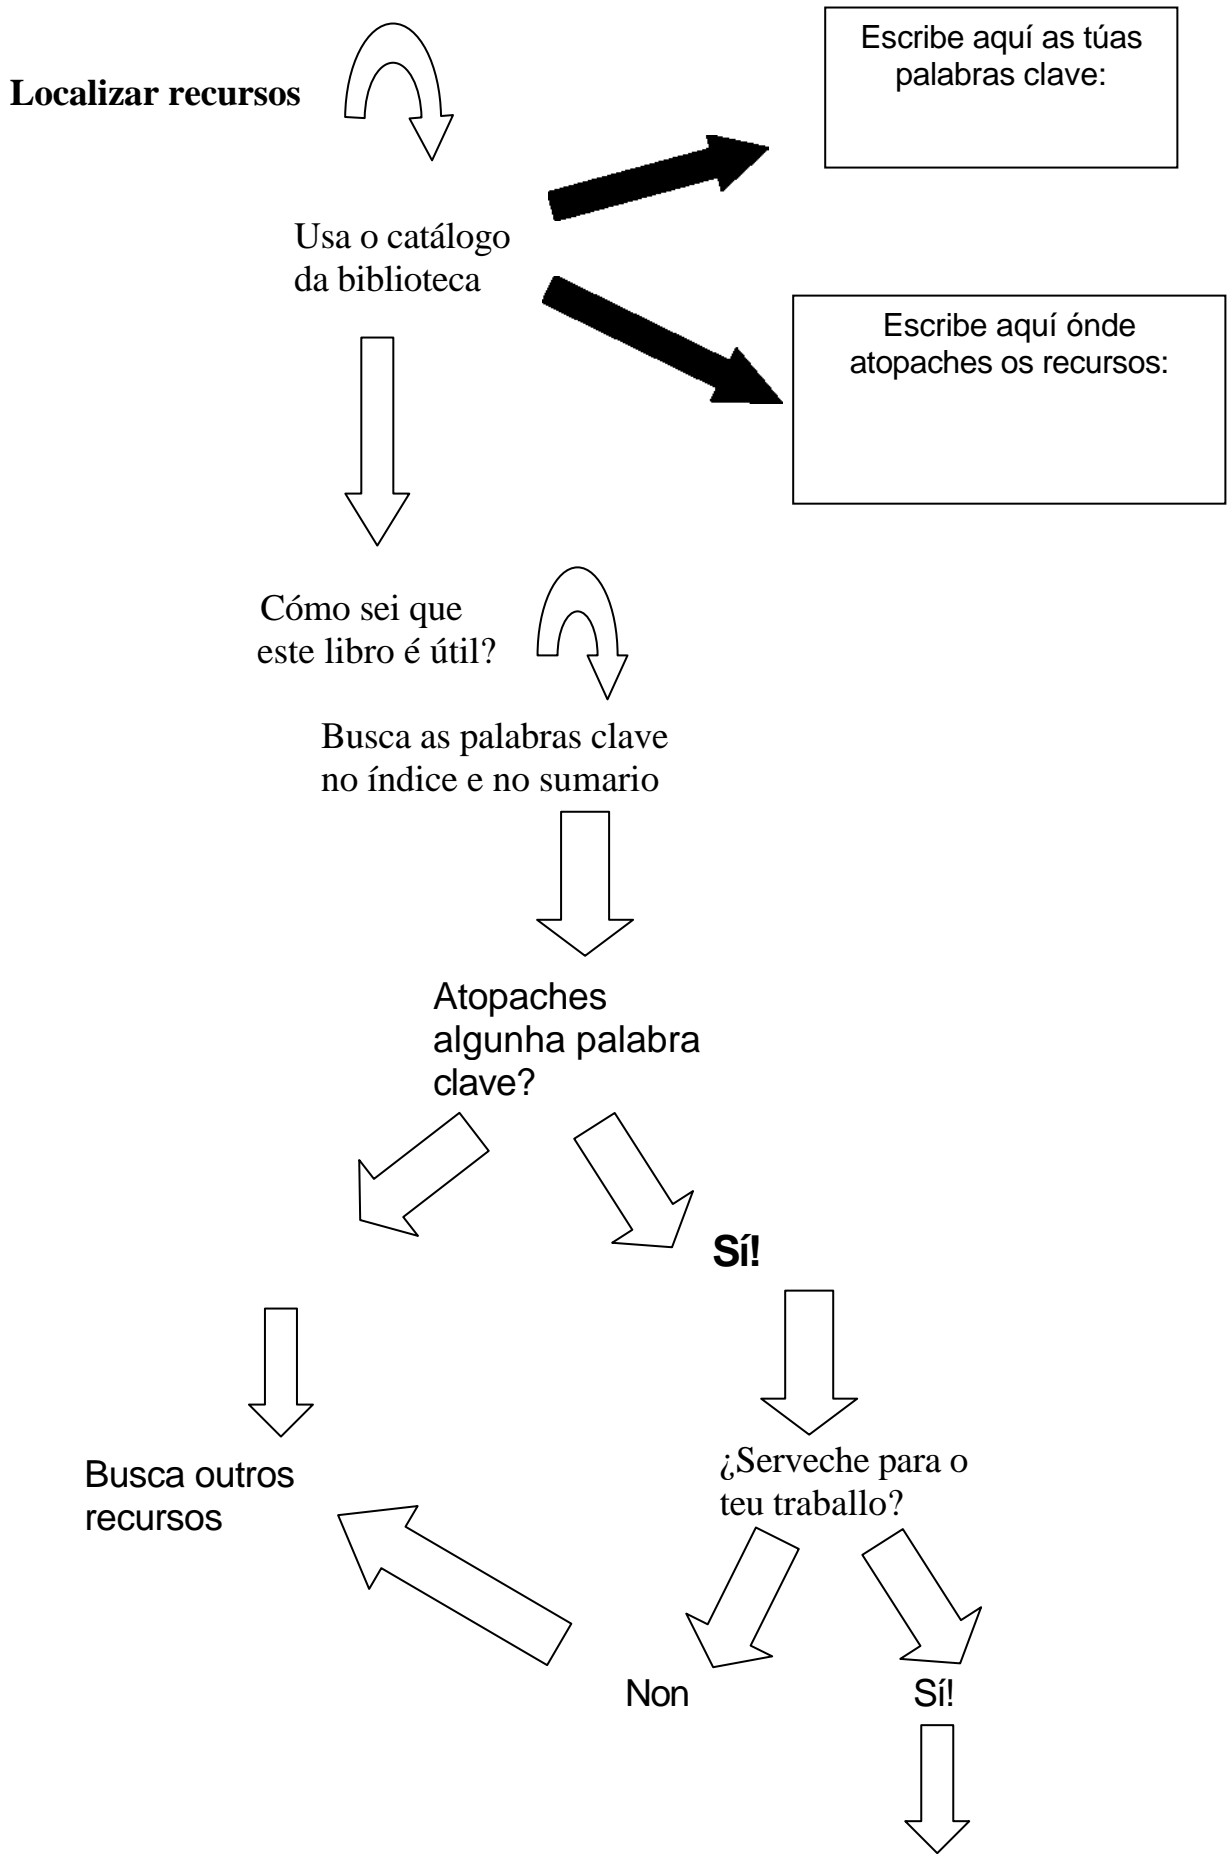 Localizar recursos
Escribe aquí as túas
palabras clave:
Usa o catálogo
da biblioteca
Escribe aquí ónde
atopaches os recursos:
Cómo sei que
este libro é útil?
Busca as palabras clave
no índice e no sumario
Atopaches
algunha palabra
clave?
Sí!
Busca outros
recursos
¿Serveche para o
teu traballo?
Non
Sí!